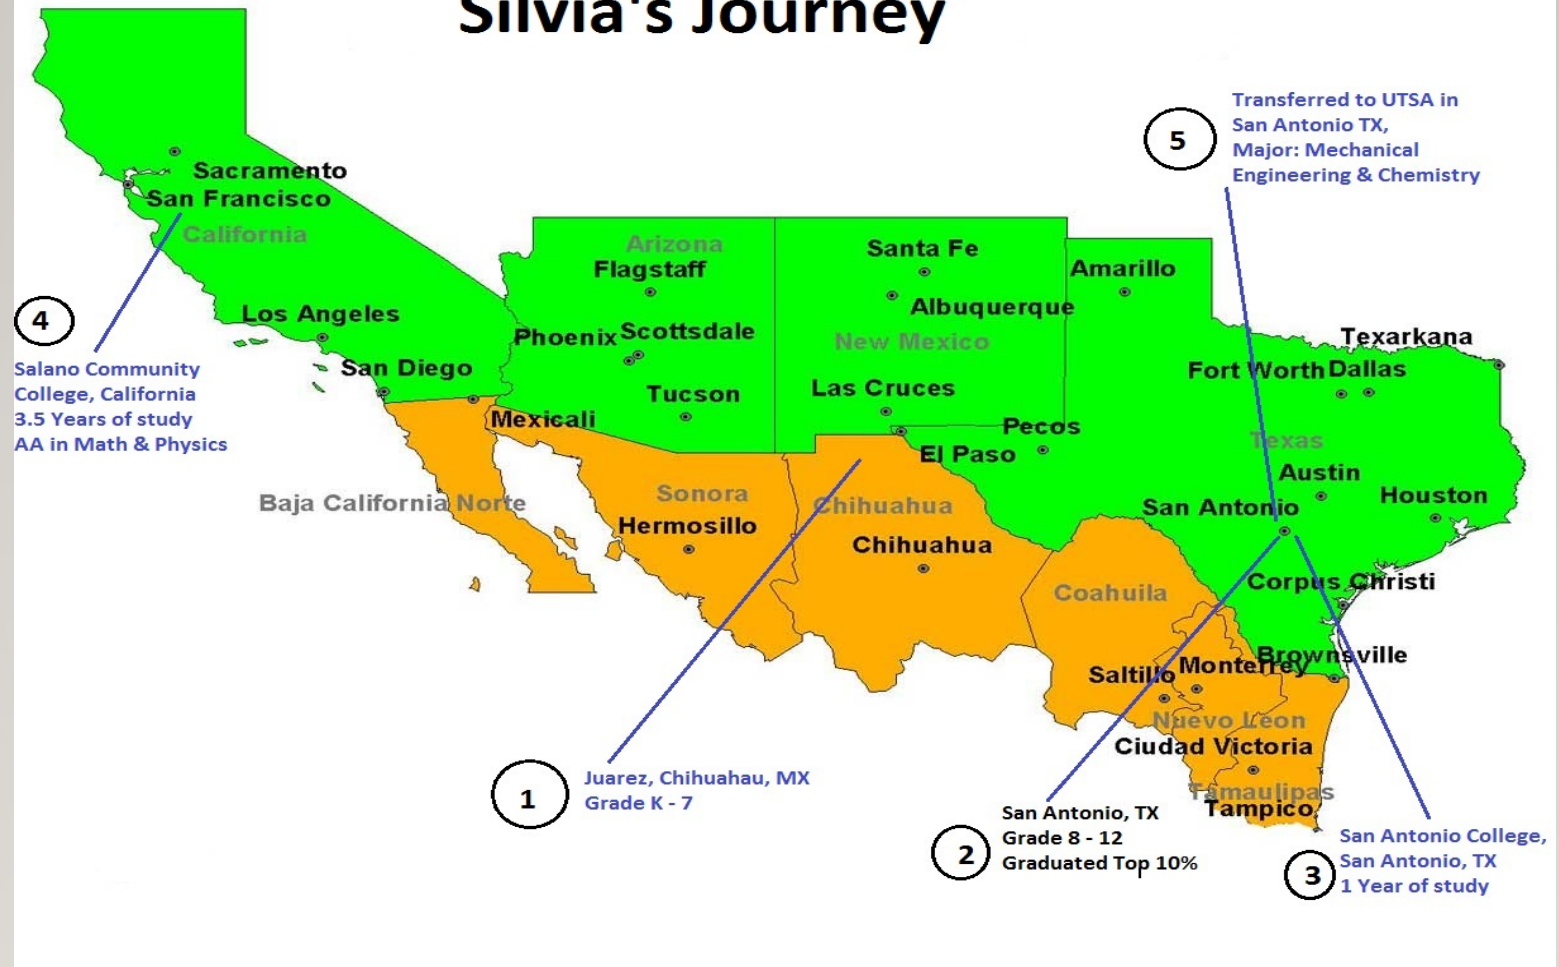 Silvia's Journey
5
Transferred to UTSA in
San Antonio TX,
Major: Mechanical
Engineering & Chemistry
Sacramento
San Francisco
California
Arizona
Flagstaff
Santa Fe
Amarillo
Albuquerque
4
Los Angeles
Phoenix
Scottsdale
New Mexico
Texarkana
Salano Community
College, California
3.5 Years of study
AA in Math & Physics
San Diego
Fort Worth
Dallas
Tucson
Las Cruces
Mexicali
Pecos
El Paso
Texas
Austin
Baja California Norte
Sonora
Chihuahua
San Antonio
Houston
Hermosillo
Chihuahua
Coahuila
Corpus Christi
Brownsville
Saltillo
Monterrey
Nuevo Leon
Ciudad Victoria
Tamaulipas
Tampico
1
Juarez, Chihuahau, MX
Grade K - 7
2
San Antonio, TX
Grade 8 - 12
Graduated Top 10%
3
San Antonio College,
San Antonio, TX
1 Year of study